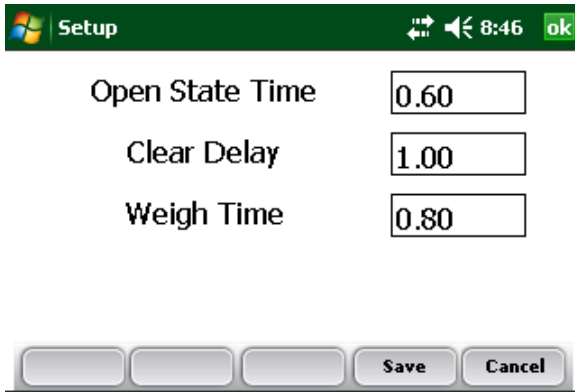 Setup 8:46 ok
Open State Time 0.60
Clear Delay 1.00
Weigh Time 0.80
Save Cancel